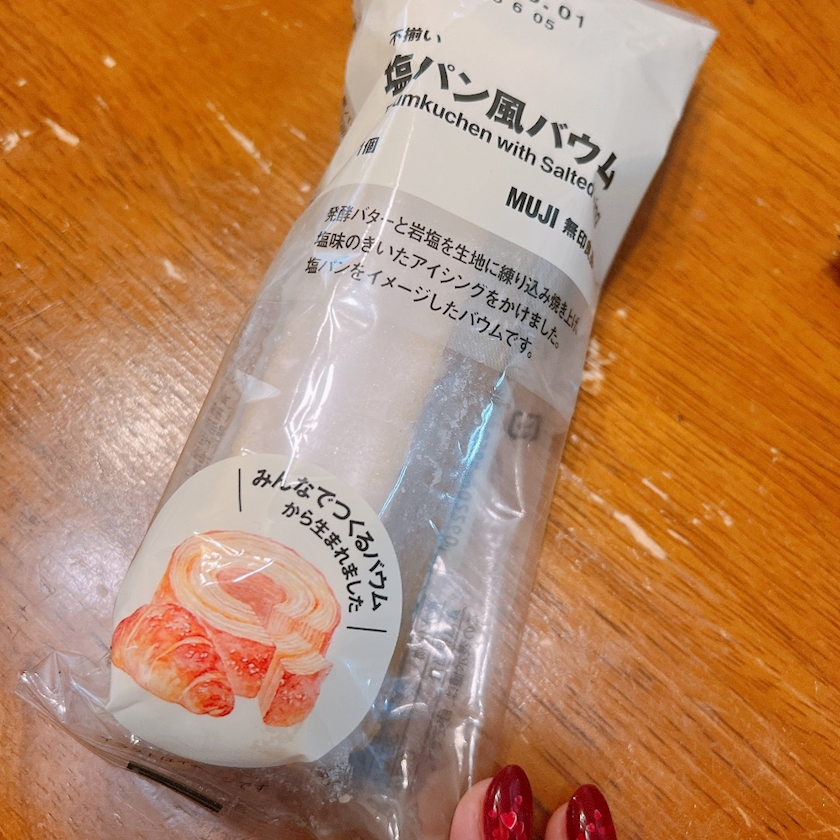 6 05
不揃い
塩パン風バウム
umkuchen with Salted
1個
MUJI 無印良品
発酵バターと岩塩を生地に練り込み焼き上げ、
塩味のきいたアイシングをかけました。
塩パンをイメージしたバウムです。
みんなでつくるバウム
から生まれました